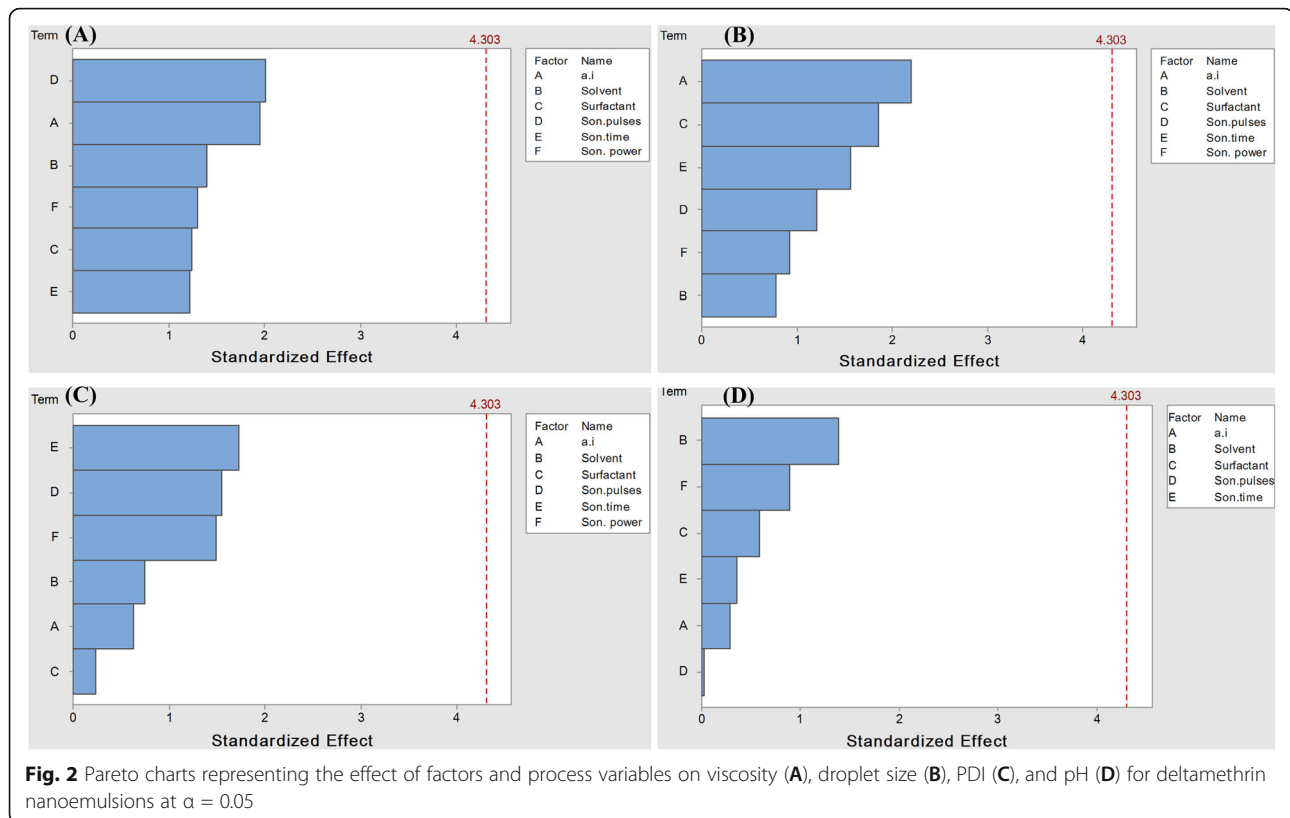 Term (A)
4.303
D
A
B
F
C
E
0 1 2 3 4
Standardized Effect
Factor Name
A a.i
B Solvent
C Surfactant
D Son.pulses
E Son.time
F Son. power
(B)
4.303
A
C
E
D
F
B
0 1 2 3 4
Standardized Effect
Factor Name
A a.i
B Solvent
C Surfactant
D Son.pulses
E Son.time
F Son. power
Term (C)
4.303
E
D
F
B
A
C
0 1 2 3 4
Standardized Effect
Factor Name
A a.i
B Solvent
C Surfactant
D Son.pulses
E Son.time
F Son. power
Term (D)
4.303
B
F
C
E
A
D
0 1 2 3 4
Standardized Effect
Factor Name
A a.i
B Solvent
C Surfactant
D Son.pulses
E Son.time
Fig. 2 Pareto charts representing the effect of factors and process variables on viscosity (A), droplet size (B), PDI (C), and pH (D) for deltamethrin
nanoemulsions at α = 0.05